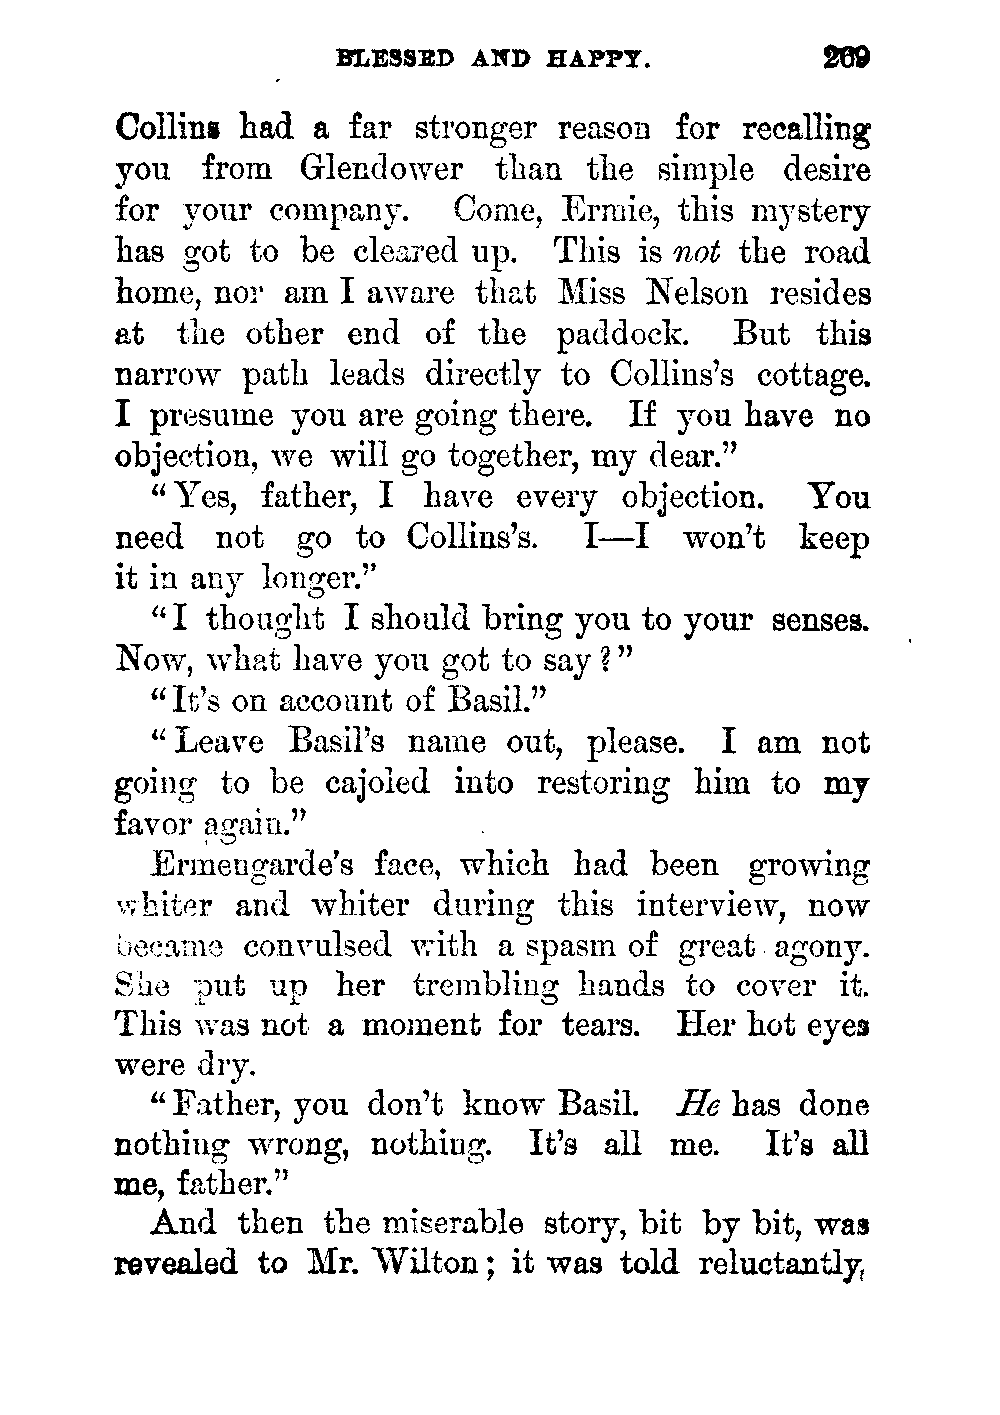 BLESSED AND HAPPY. 269
Collins had a far stronger reason for recalling
you from Glendower than the simple desire
for your company. Come, Ermie, this mystery
has got to be cleared up. This is not the road
home, nor am I aware that Miss Nelson resides
at the other end of the paddock. But this
narrow path leads directly to Collins's cottage.
I presume you are going there. If you have no
objection, we will go together, my dear."
"Yes, father, I have every objection. You
need not go to Collins's. I—I won't keep
it in any longer."
"I thought I should bring you to your senses.
Now, what have you got to say?"
"It's on account of Basil."
"Leave Basil's name out, please. I am not
going to be cajoled into restoring him to my
favor again."
Ermengarde's face, which had been growing
whiter and whiter during this interview, now
became convulsed with a spasm of great agony.
She put up her trembling hands to cover it.
This was not a moment for tears. Her hot eyes
were dry.
"Father, you don't know Basil. He has done
nothing wrong, nothing. It's all me. It's all
me, father."
And then the miserable story, bit by bit, was
revealed to Mr. Wilton; it was told reluctantly,